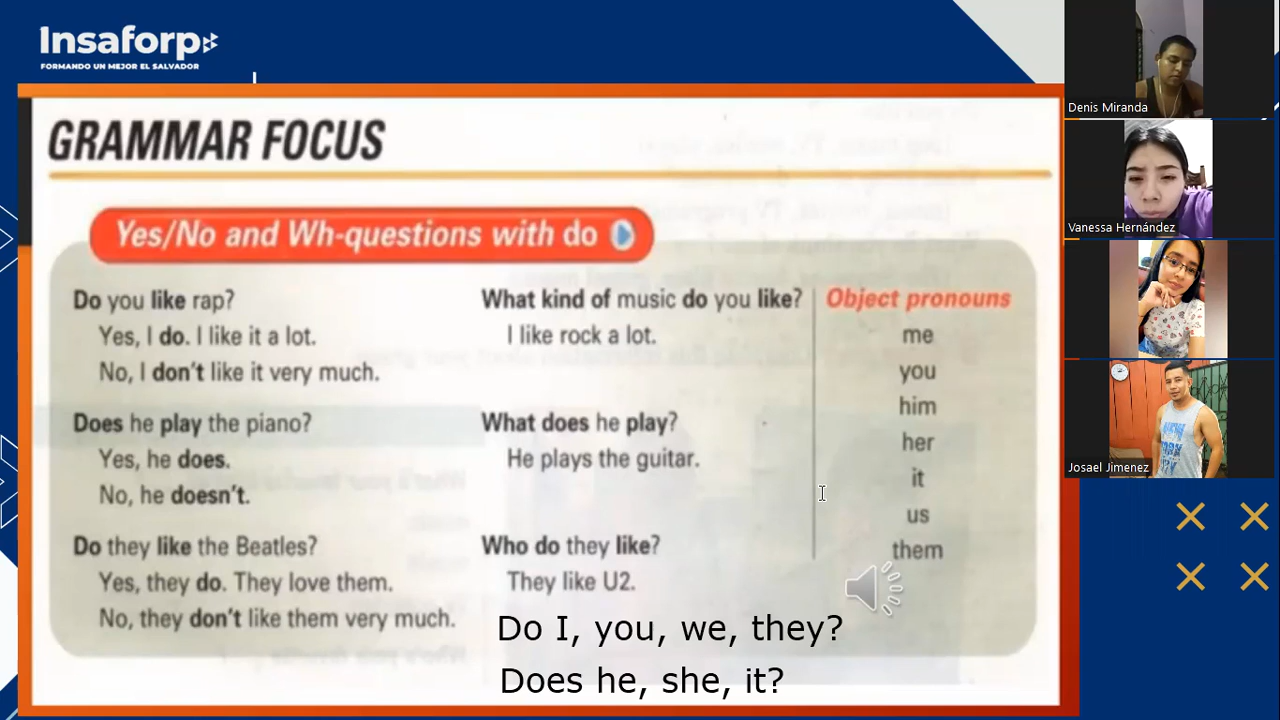 Insaforp
FORMANDO UN MEJOR EL SALVADOR
GRAMMAR FOCUS
Yes/No and Wh-questions with do
Do you like rap?
Yes, I do. I like it a lot.
No, I don't like it very much.
Does he play the piano?
Yes, he does.
No, he doesn't.
Do they like the Beatles?
Yes, they do. They love them.
No, they don't like them very much.
What kind of music do you like?
I like rock a lot.
What does he play?
He plays the guitar.
Who do they like?
They like U2.
Object pronouns
me
you
him
her
it
us
them
Do I, you, we, they?
Does he, she, it?
Denis Miranda
Vanessa Hernández
Josael Jimenez